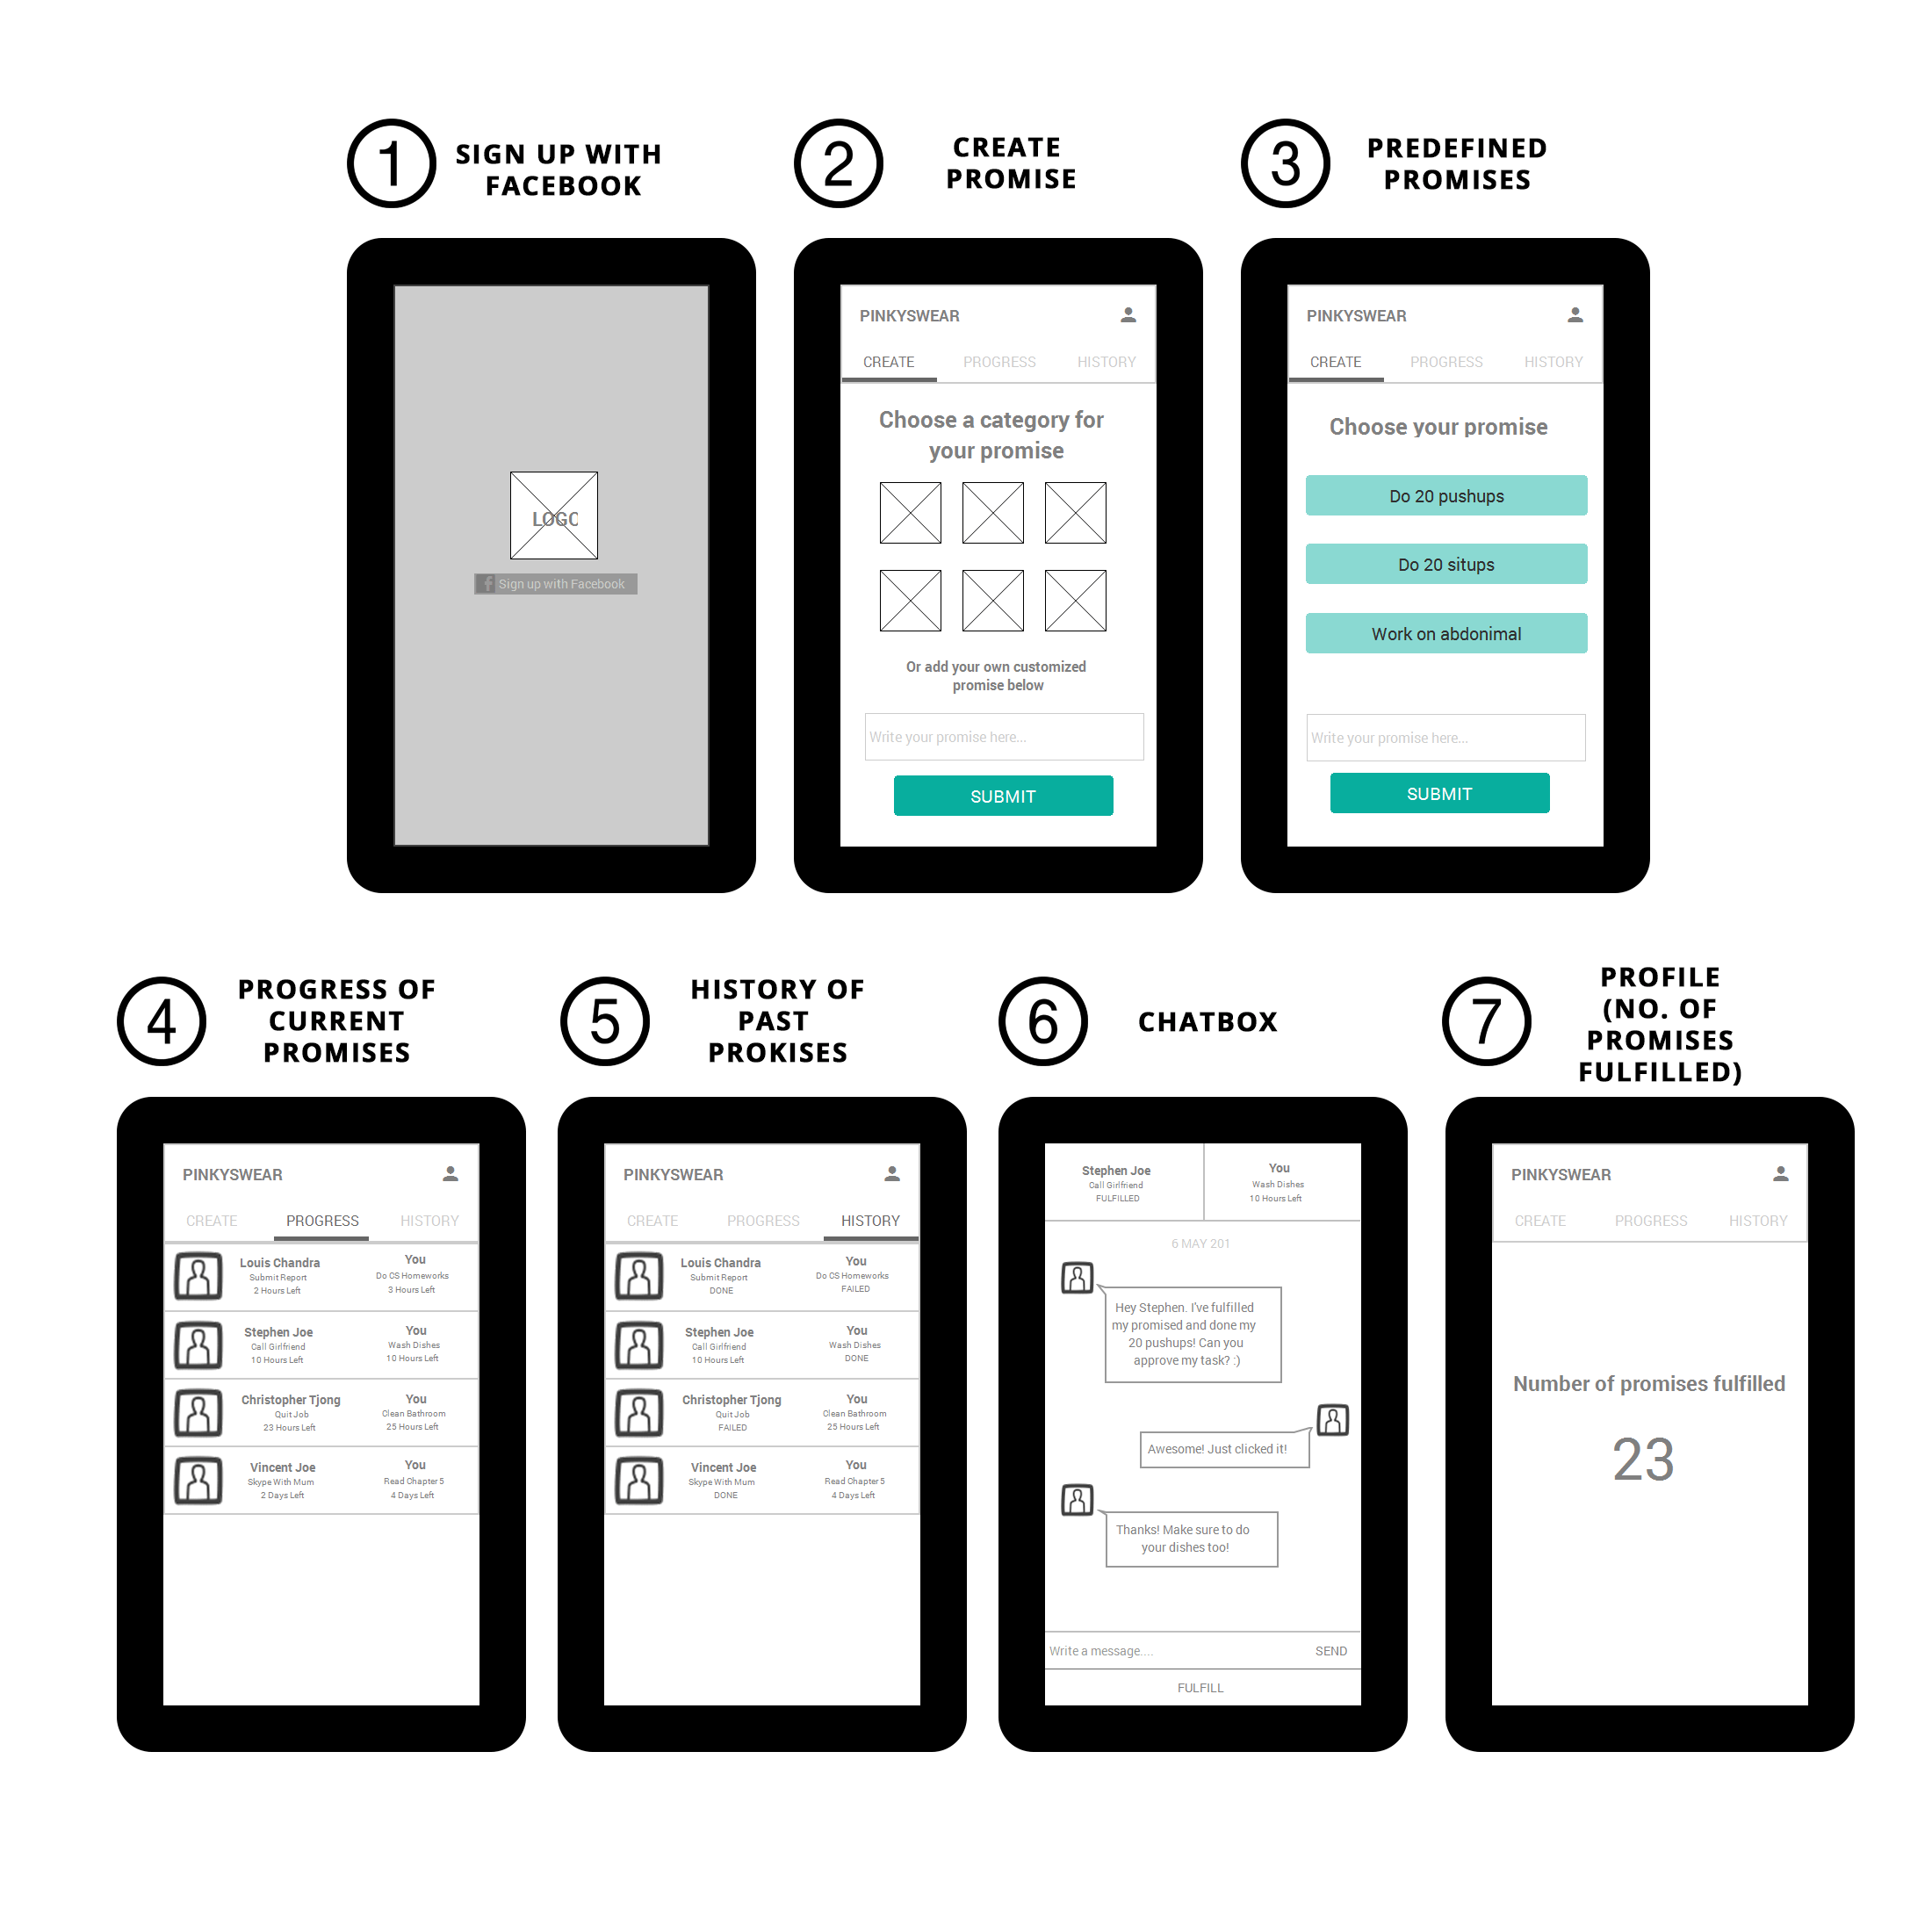 1
SIGN UP WITH
FACEBOOK
2
CREATE
PROMISE
3
PREDEFINED
PROMISES
LOGO
Sign up with Facebook
PINKYSWEAR
CREATE PROGRESS HISTORY
Choose a category for
your promise
Or add your own customized
promise below
Write your promise here...
SUBMIT
PINKYSWEAR
CREATE PROGRESS HISTORY
Choose your promise
Do 20 pushups
Do 20 situps
Work on abdonimal
Write your promise here...
SUBMIT
4
PROGRESS OF
CURRENT
PROMISES
5
HISTORY OF
PAST
PROKISES
6
CHATBOX
7
PROFILE
(NO. OF
PROMISES
FULFILLED)
PINKYSWEAR
CREATE PROGRESS HISTORY
Louis Chandra
Submit Report
2 Hours Left
You
Do CS Homeworks
3 Hours Left
Stephen Joe
Call Girlfriend
10 Hours Left
You
Wash Dishes
10 Hours Left
Christopher Tjong
Quit Job
23 Hours Left
You
Clean Bathroom
25 Hours Left
Vincent Joe
Skype With Mum
2 Days Left
You
Read Chapter 5
4 Days Left
PINKYSWEAR
CREATE PROGRESS HISTORY
Louis Chandra
Submit Report
DONE
You
Do CS Homeworks
FAILED
Stephen Joe
Call Girlfriend
10 Hours Left
You
Wash Dishes
DONE
Christopher Tjong
Quit Job
FAILED
You
Clean Bathroom
25 Hours Left
Vincent Joe
Skype With Mum
DONE
You
Read Chapter 5
4 Days Left
Stephen Joe
Call Girlfriend
FULFILLED
You
Wash Dishes
10 Hours Left
6 MAY 201
Hey Stephen. I've fulfilled
my promised and done my
20 pushups! Can you
approve my task? :)
Awesome! Just clicked it!
Thanks! Make sure to do
your dishes too!
Write a message.... SEND
FULFILL
PINKYSWEAR
CREATE PROGRESS HISTORY
Number of promises fulfilled
23